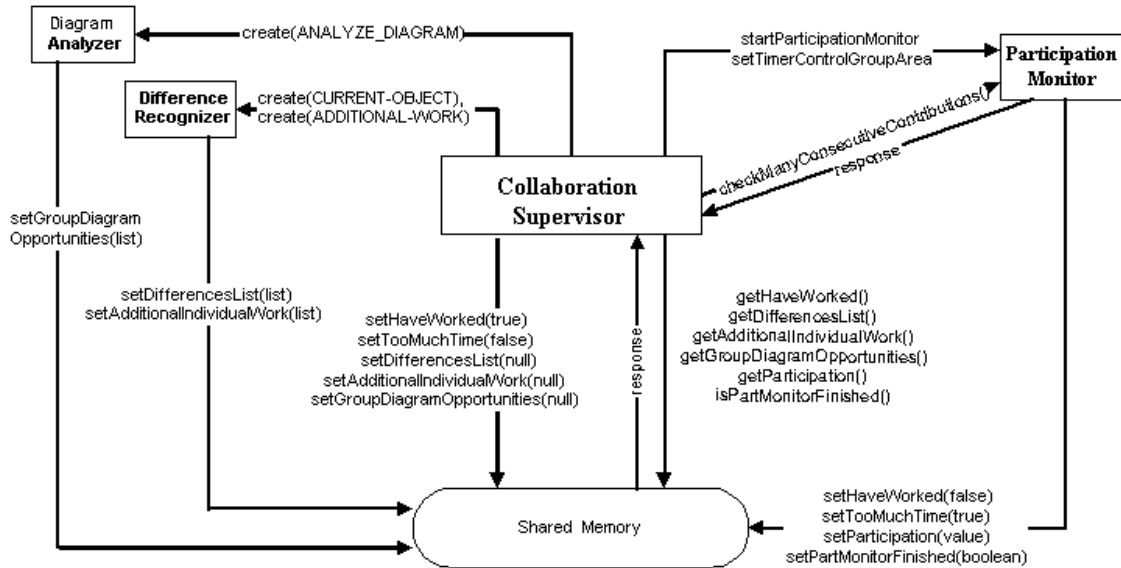 Diagram
Analyzer
create(ANALYZE_DIAGRAM)
startParticipationMonitor
setTimerControlGroupArea
Participation
Monitor
Difference
Recognizer
create(CURRENT-OBJECT),
create(ADDITIONAL-WORK)
checkManyConsecutiveContributions()
response
Collaboration
Supervisor
setGroupDiagram
Opportunities(list)
setDifferencesList(list)
setAdditionalIndividualWork(list)
setHaveWorked(true)
setTooMuchTime(false)
setDifferencesList(null)
setAdditionalIndividualWork(null)
setGroupDiagramOpportunities(null)
response
getHaveWorked()
getDifferencesList()
getAdditionalIndividualWork()
getGroupDiagramOpportunities()
getParticipation()
isPartMonitorFinished()
Shared Memory
setHaveWorked(false)
setTooMuchTime(true)
setParticipation(value)
setPartMonitorFinished(boolean)